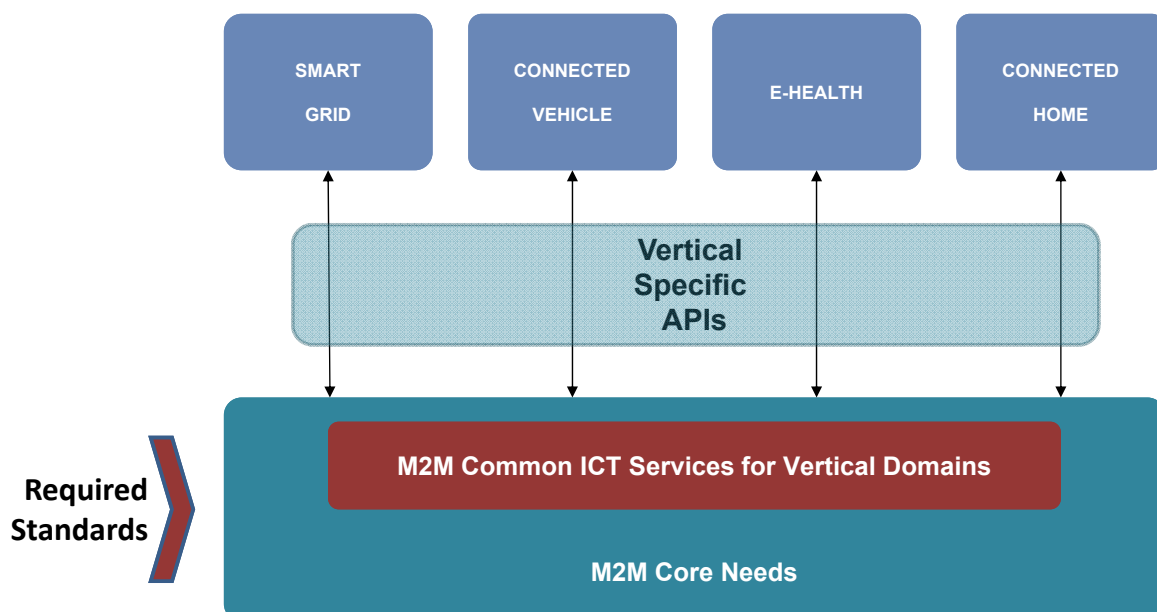 SMART
GRID
CONNECTED
VEHICLE
E-HEALTH
CONNECTED
HOME
Vertical
Specific
APIs
M2M Common ICT Services for Vertical Domains
Required
Standards
M2M Core Needs